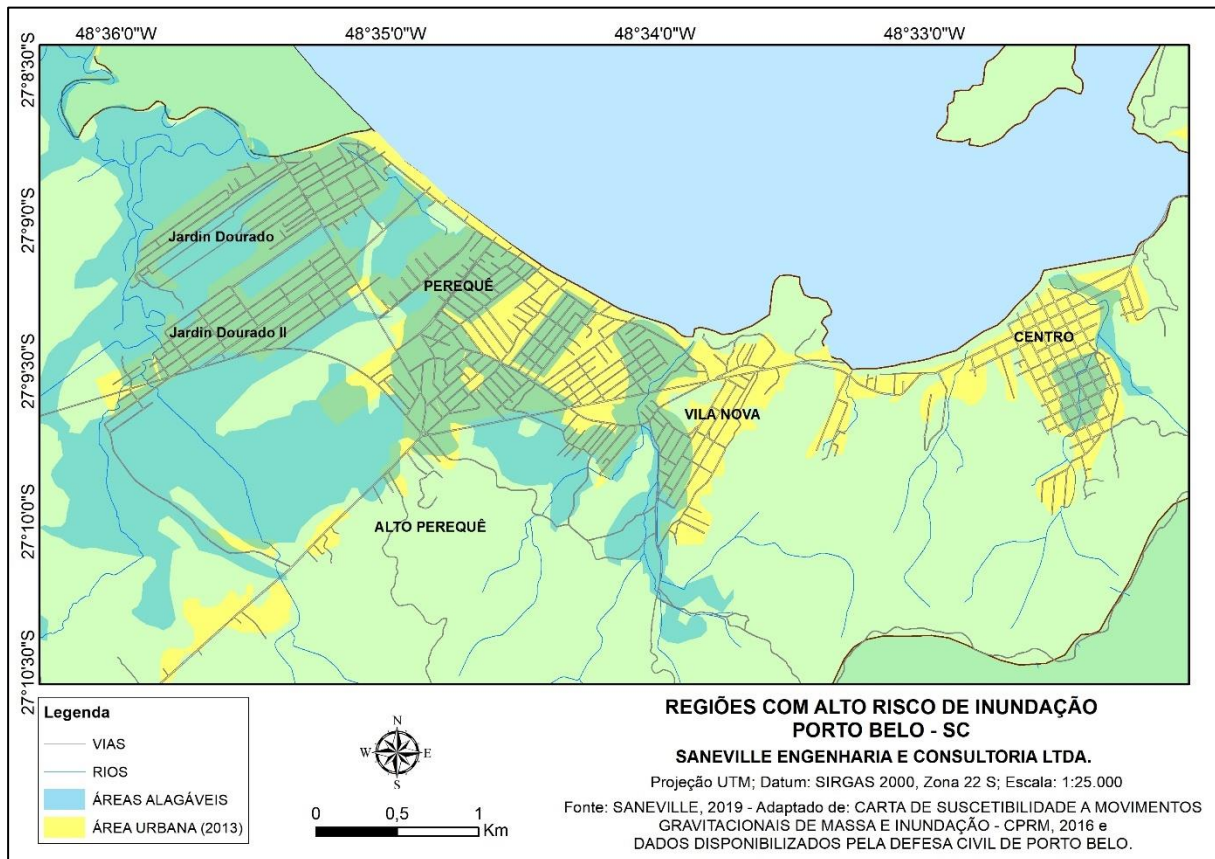 48°36'0"W
48°35'0"W
48°34'0"W
48°33'0"W
27°8'30"S
27°9'0"S
27°9'30"S
27°10'0"S
27°10'30"S
Jardin Dourado
PEREQUÊ
Jardin Dourado II
CENTRO
VILA NOVA
ALTO PEREQUÊ
Legenda
VIAS
RIOS
ÁREAS ALAGÁVEIS
ÁREA URBANA (2013)
N
W E
S
0 0,5 1
Km
REGIÕES COM ALTO RISCO DE INUNDAÇÃO
PORTO BELO - SC
SANEVILLE ENGENHARIA E CONSULTORIA LTDA.
Projeção UTM; Datum: SIRGAS 2000, Zona 22 S; Escala: 1:25.000
Fonte: SANEVILLE, 2019 - Adaptado de: CARTA DE SUSCETIBILIDADE A MOVIMENTOS
GRAVITACIONAIS DE MASSA E INUNDAÇÃO - CPRM, 2016 e
DADOS DISPONIBILIZADOS PELA DEFESA CIVIL DE PORTO BELO.